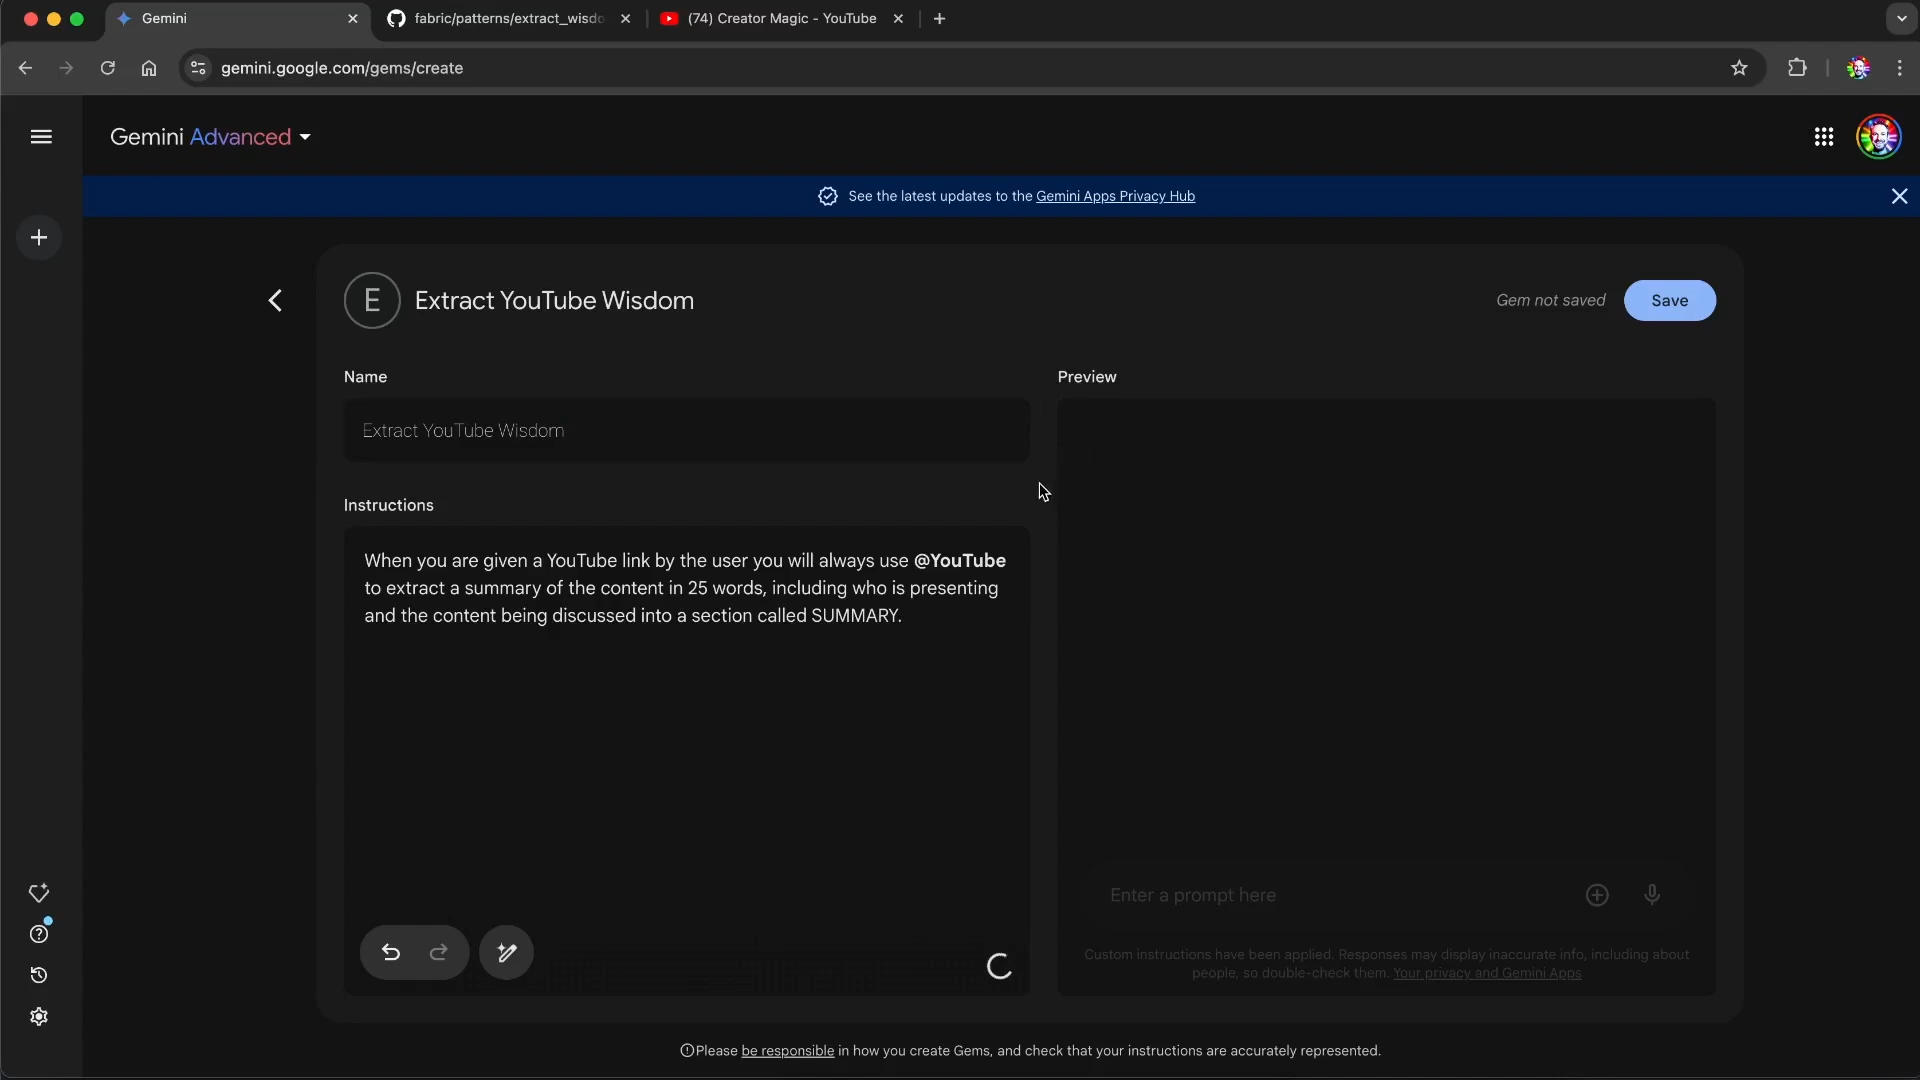 Gemini
fabric/patterns/extract_wisdo
(74) Creator Magic - YouTube
gemini.google.com/gems/create
Gemini Advanced
See the latest updates to the Gemini Apps Privacy Hub
E
Extract YouTube Wisdom
Gem not saved
Save
Name
Preview
Extract YouTube Wisdom
Instructions
When you are given a YouTube link by the user you will always use @YouTube
to extract a summary of the content in 25 words, including who is presenting
and the content being discussed into a section called SUMMARY.
Enter a prompt here
Custom instructions have been applied. Responses may display inaccurate info, including about
people, so double-check them. Your privacy and Gemini Apps
Please be responsible in how you create Gems, and check that your instructions are accurately represented.